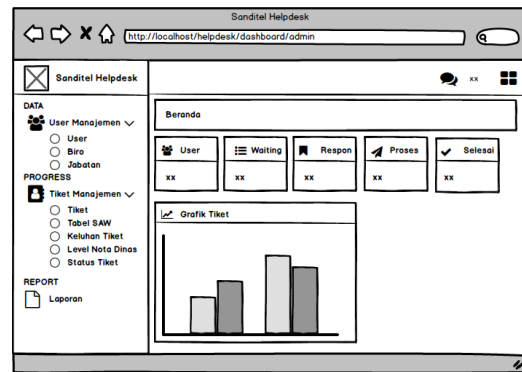 Sanditel Helpdesk
http://localhost/helpdesk/dashboard/admin
Sanditel Helpdesk
xx
DATA
User Manajemen
User
Biro
Jabatan
PROGRESS
Tiket Manajemen
Tiket
Tabel SAW
Keluhan Tiket
Level Nota Dinas
Status Tiket
REPORT
Laporan
Beranda
User
xx
Waiting
xx
Respon
xx
Proses
xx
Selesai
xx
Grafik Tiket